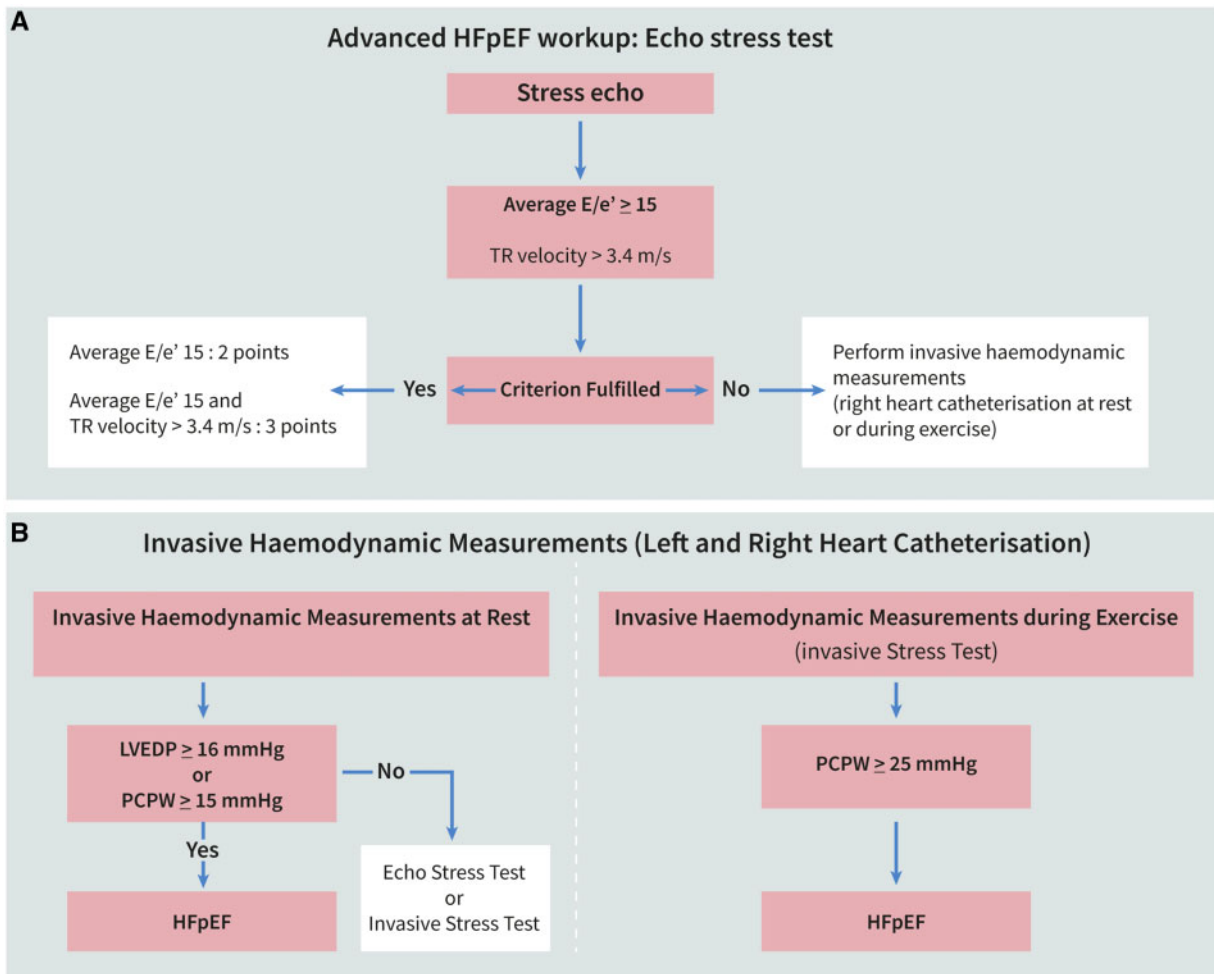 A
Advanced HFpEF workup: Echo stress test
Stress echo
Average E/e’ ≥ 15
TR velocity > 3.4 m/s
Average E/e’ 15 : 2 points
Average E/e’ 15 and
TR velocity > 3.4 m/s : 3 points
Yes
Criterion Fulfilled
No
Perform invasive haemodynamic
measurements
(right heart catheterisation at rest
or during exercise)
B
Invasive Haemodynamic Measurements (Left and Right Heart Catheterisation)
Invasive Haemodynamic Measurements at Rest
LVEDP ≥ 16 mmHg
or
PCPW ≥ 15 mmHg
No
Yes
Echo Stress Test
or
Invasive Stress Test
HFpEF
Invasive Haemodynamic Measurements during Exercise
(invasive Stress Test)
PCPW ≥ 25 mmHg
HFpEF